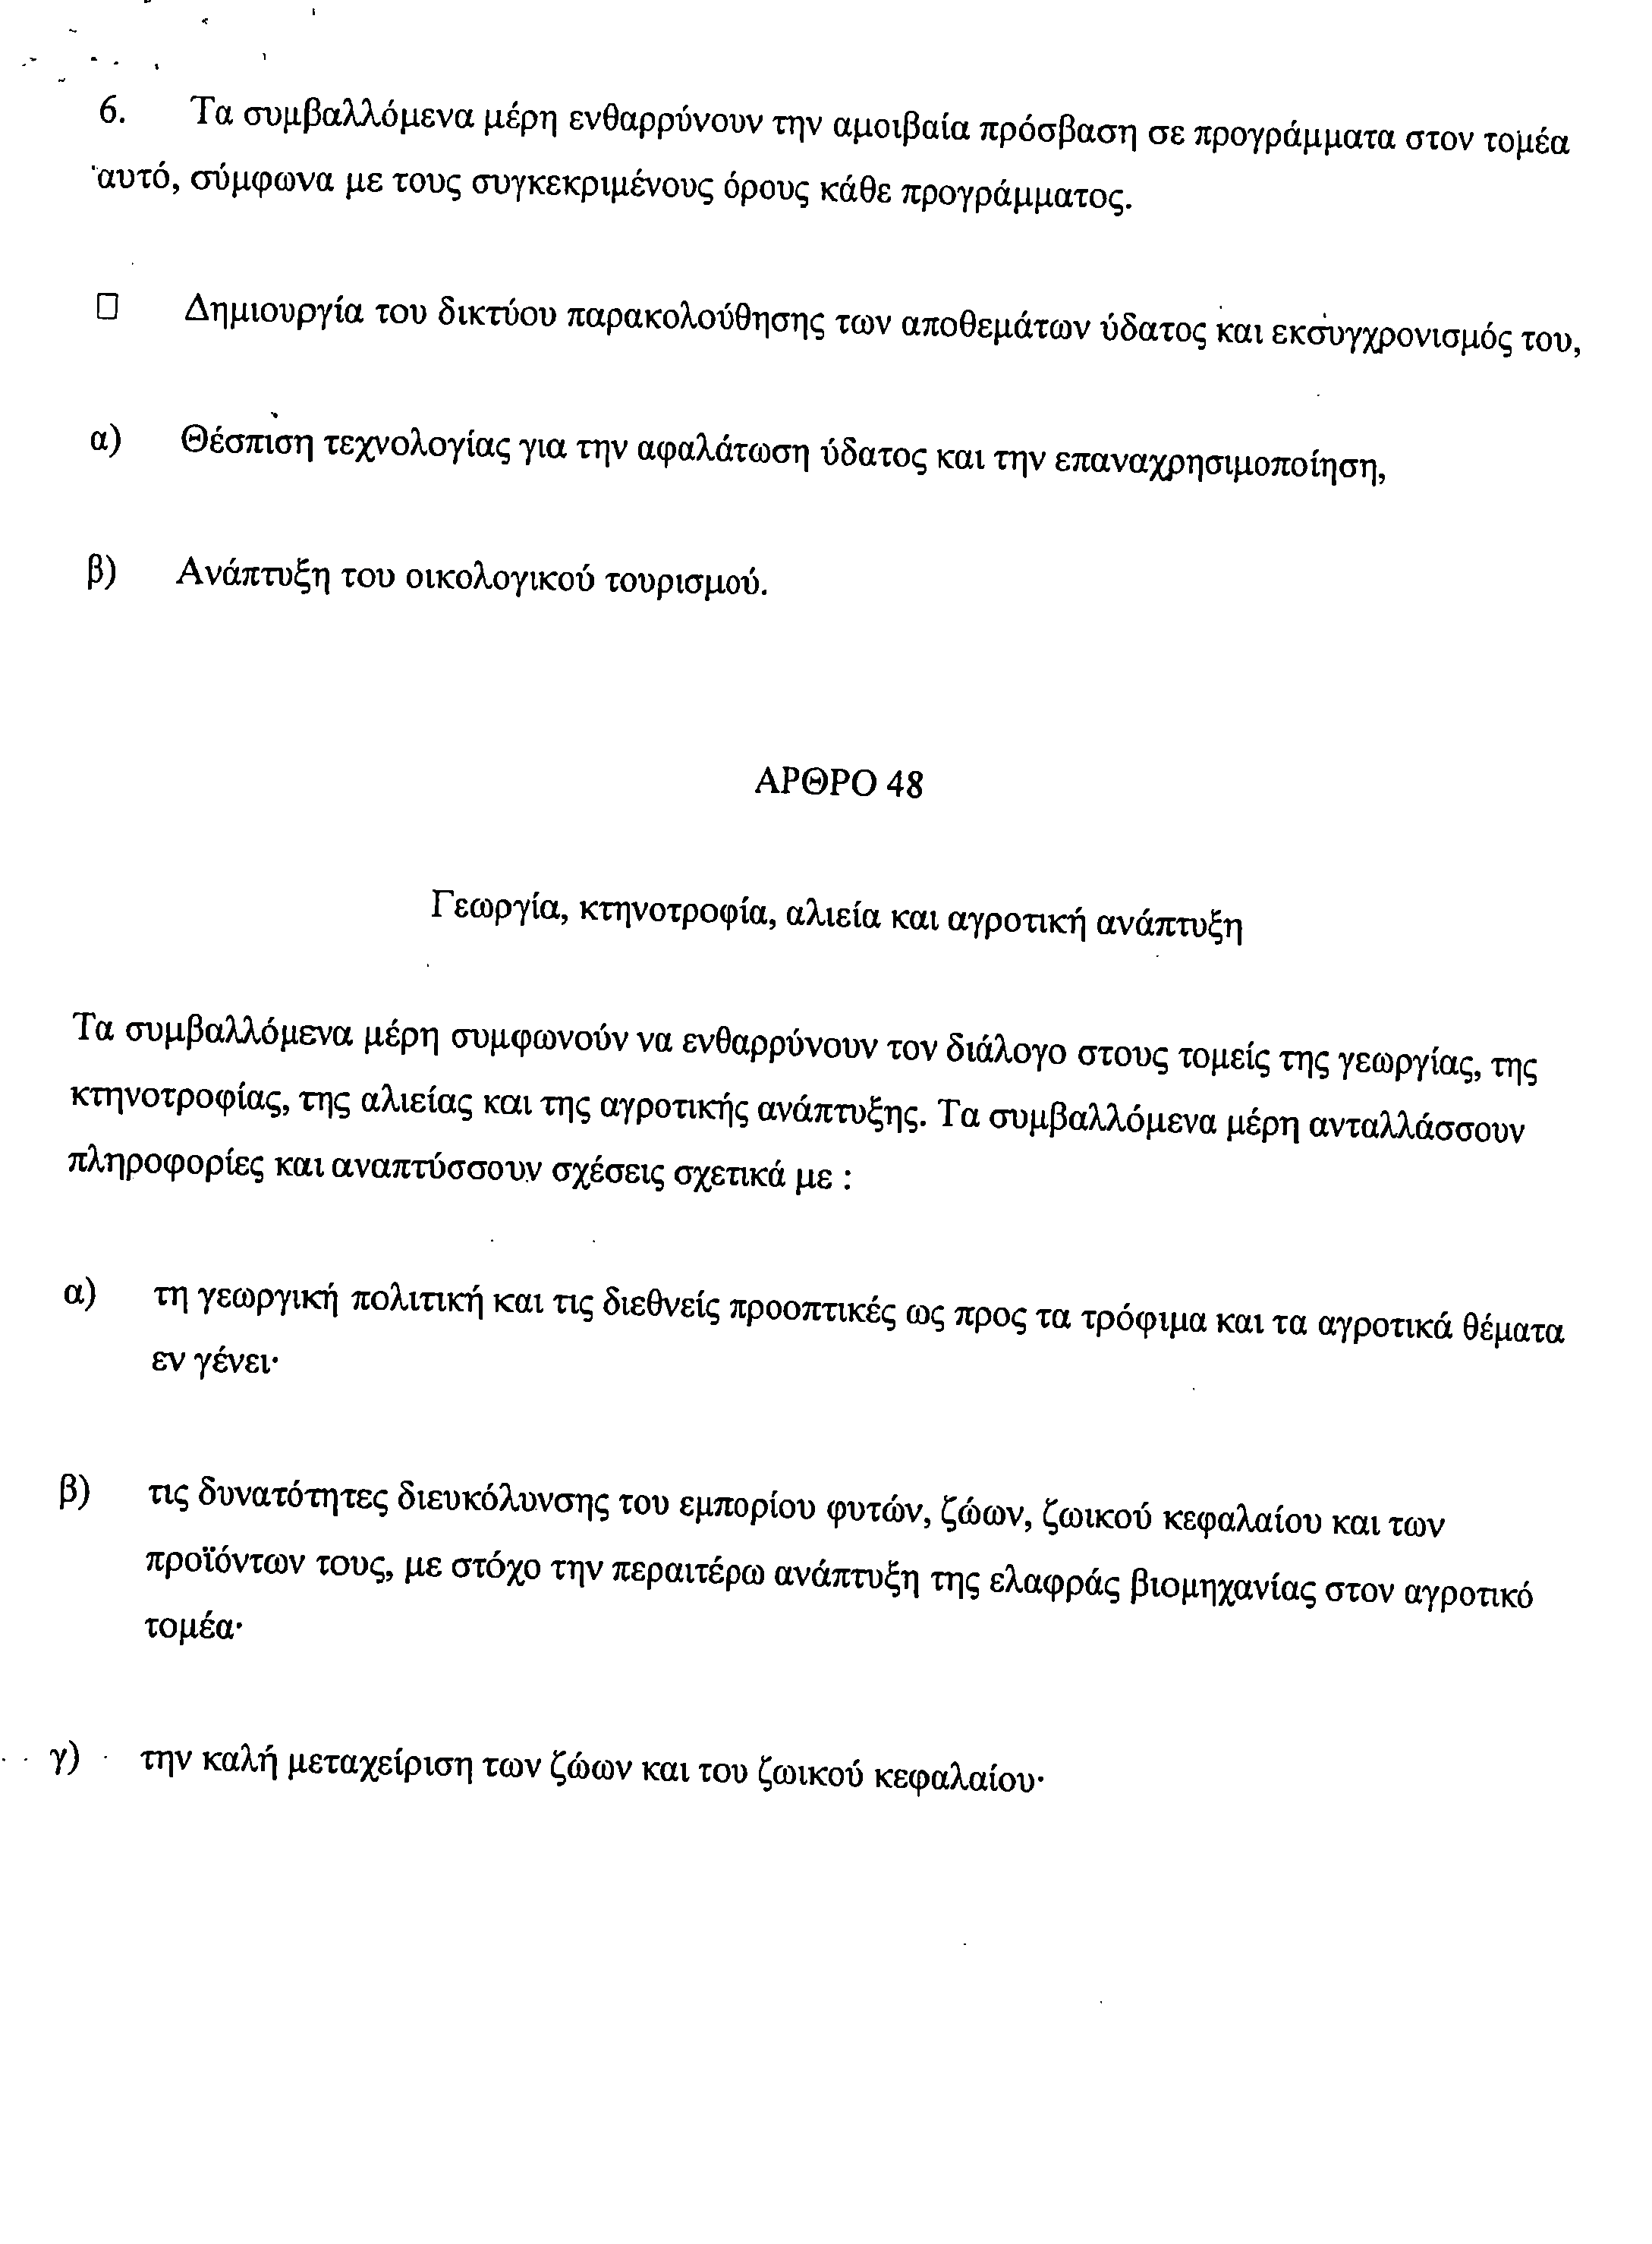 6. Τα συμβαλλόμενα μέρη ενθαρρύνουν την αμοιβαία πρόσβαση σε προγράμματα στον τομέα
αυτό, σύμφωνα με τους συγκεκριμένους όρους κάθε προγράμματος.
□ Δημιουργία του δικτύου παρακολούθησης των αποθεμάτων ύδατος και εκσυγχρονισμός του,
α) Θέσπιση τεχνολογίας για την αφαλάτωση ύδατος και την επαναχρησιμοποίηση,
β) Ανάπτυξη του οικολογικού τουρισμού.
ΑΡΘΡΟ 48
Γεωργία, κτηνοτροφία, αλιεία και αγροτική ανάπτυξη
Τα συμβαλλόμενα μέρη συμφωνούν να ενθαρρύνουν τον διάλογο στους τομείς της γεωργίας, της
κτηνοτροφίας, της αλιείας και της αγροτικής ανάπτυξης. Τα συμβαλλόμενα μέρη ανταλλάσσουν
πληροφορίες και αναπτύσσουν σχέσεις σχετικά με :
α) τη γεωργική πολιτική και τις διεθνείς προοπτικές ως προς τα τρόφιμα και τα αγροτικά θέματα
εν γένει·
β) τις δυνατότητες διευκόλυνσης του εμπορίου φυτών, ζώων, ζωικού κεφαλαίου και των
προϊόντων τους, με στόχο την περαιτέρω ανάπτυξη της ελαφράς βιομηχανίας στον αγροτικό
τομέα·
γ) την καλή μεταχείριση των ζώων και του ζωικού κεφαλαίου·